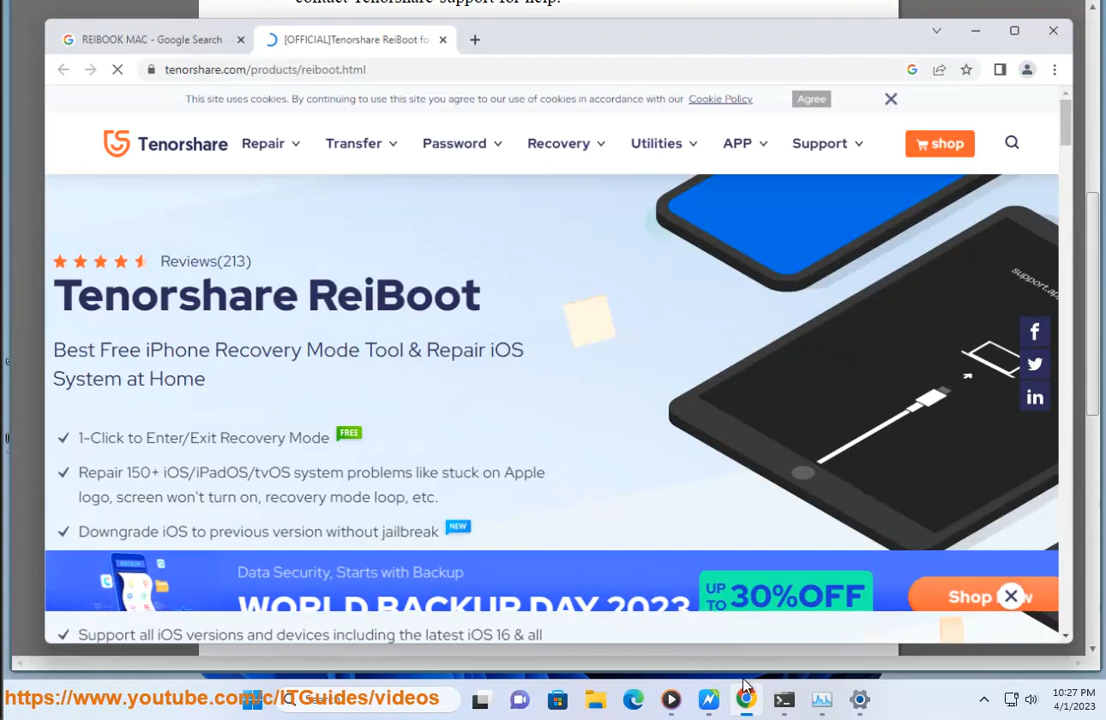 contact Tenorshare support for help.
REIBOOK MAC - Google Search
[OFFICIAL]Tenorshare ReiBoot fo
tenorshare.com/products/reiboot.html
This site uses cookies. By continuing to use this site you agree to our use of cookies in accordance with our Cookie Policy Agree
Tenorshare Repair Transfer Password Recovery Utilities APP Support shop
Reviews(213)
Tenorshare ReiBoot
Best Free iPhone Recovery Mode Tool & Repair iOS
System at Home
support.ap
1-Click to Enter/Exit Recovery Mode FREE
Repair 150+ iOS/iPadOS/tvOS system problems like stuck on Apple
logo, screen won't turn on, recovery mode loop, etc.
Downgrade iOS to previous version without jailbreak NEW
BACKUP
Data Security, Starts with Backup
WORLD BACKUP DAY 2023
UP TO 30%OFF
Shop
Support all iOS versions and devices including the latest iOS 16 & all
https://www.youtube.com/c/ITGuides/videos
10:27 PM
4/1/2023